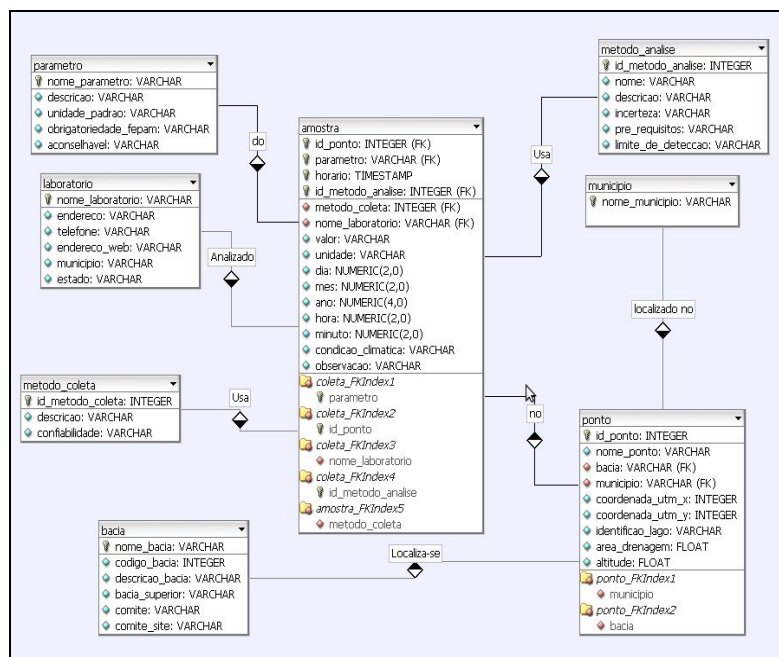 parametro
nome_parametro: VARCHAR
descricao: VARCHAR
unidade_padrao: VARCHAR
obrigatoriedade_fepam: VARCHAR
aconselhavel: VARCHAR
do
laboratorio
nome_laboratorio: VARCHAR
endereco: VARCHAR
telefone: VARCHAR
endereco_web: VARCHAR
municipio: VARCHAR
estado: VARCHAR
Analizado
metodo_coleta
id_metodo_coleta: INTEGER
descricao: VARCHAR
confiabilidade: VARCHAR
Usa
bacia
nome_bacia: VARCHAR
codigo_bacia: INTEGER
descricao_bacia: VARCHAR
bacia_superior: VARCHAR
comite: VARCHAR
comite_site: VARCHAR
Localiza-se
amostra
id_ponto: INTEGER (FK)
parametro: VARCHAR (FK)
horario: TIMESTAMP
id_metodo_analise: INTEGER (FK)
metodo_coleta: INTEGER (FK)
nome_laboratorio: VARCHAR (FK)
valor: VARCHAR
unidade: VARCHAR
dia: NUMERIC(2,0)
mes: NUMERIC(2,0)
ano: NUMERIC(4,0)
hora: NUMERIC(2,0)
minuto: NUMERIC(2,0)
condicao_climatica: VARCHAR
observacao: VARCHAR
coleta_FKIndex1
parametro
coleta_FKIndex2
id_ponto
coleta_FKIndex3
nome_laboratorio
coleta_FKIndex4
id_metodo_analise
amostra_FKIndex5
metodo_coleta
Usa
metodo_analise
id_metodo_analise: INTEGER
nome: VARCHAR
descricao: VARCHAR
incerteza: VARCHAR
pre_requisitos: VARCHAR
limite_de_deteccao: VARCHAR
municipio
nome_municipio: VARCHAR
localizado no
no
ponto
id_ponto: INTEGER
nome_ponto: VARCHAR
bacia: VARCHAR (FK)
municipio: VARCHAR (FK)
coordenada_utm_x: INTEGER
coordenada_utm_y: INTEGER
identificao_lago: VARCHAR
area_drenagem: FLOAT
altitude: FLOAT
ponto_FKIndex1
municipio
ponto_FKIndex2
bacia